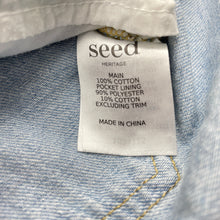 seed
HERITAGE
MAIN
100% COTTON
POCKET LINING
90% POLYESTER
10% COTTON
EXCLUDING TRIM
MADE IN CHINA